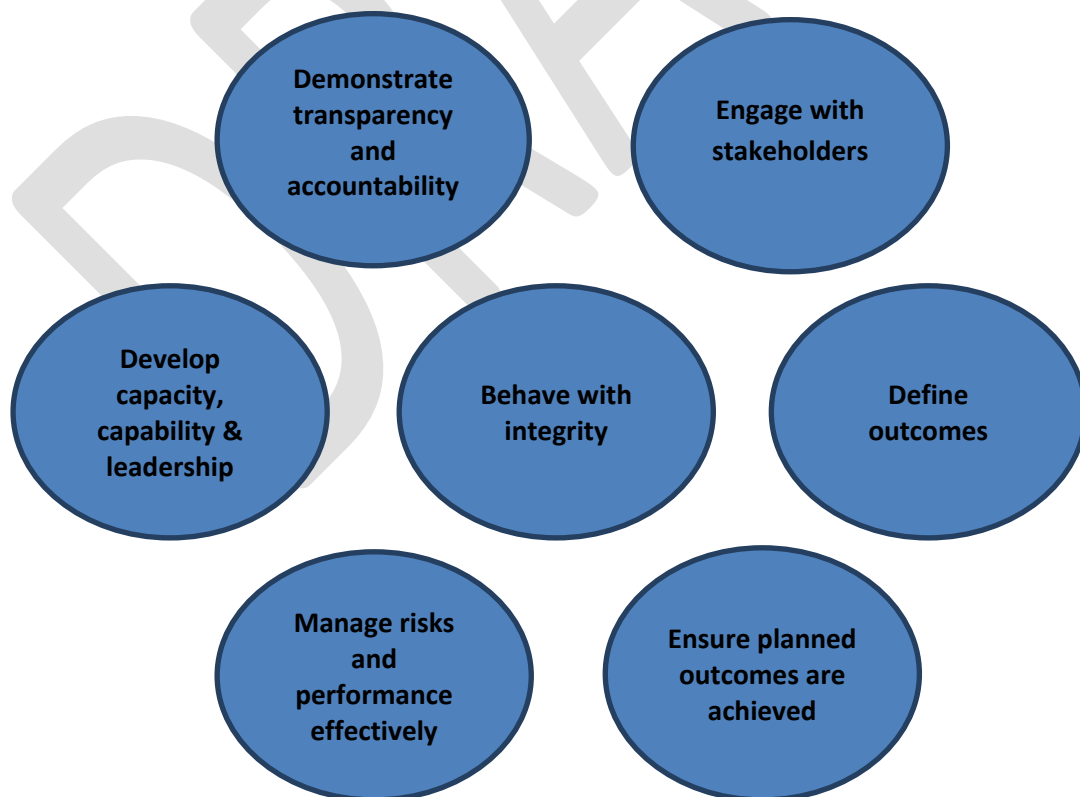 Demonstrate
transparency
and
accountability
Engage with
stakeholders
Develop
capacity,
capability &
leadership
Behave with
integrity
Define
outcomes
Manage risks
and
performance
effectively
Ensure planned
outcomes are
achieved